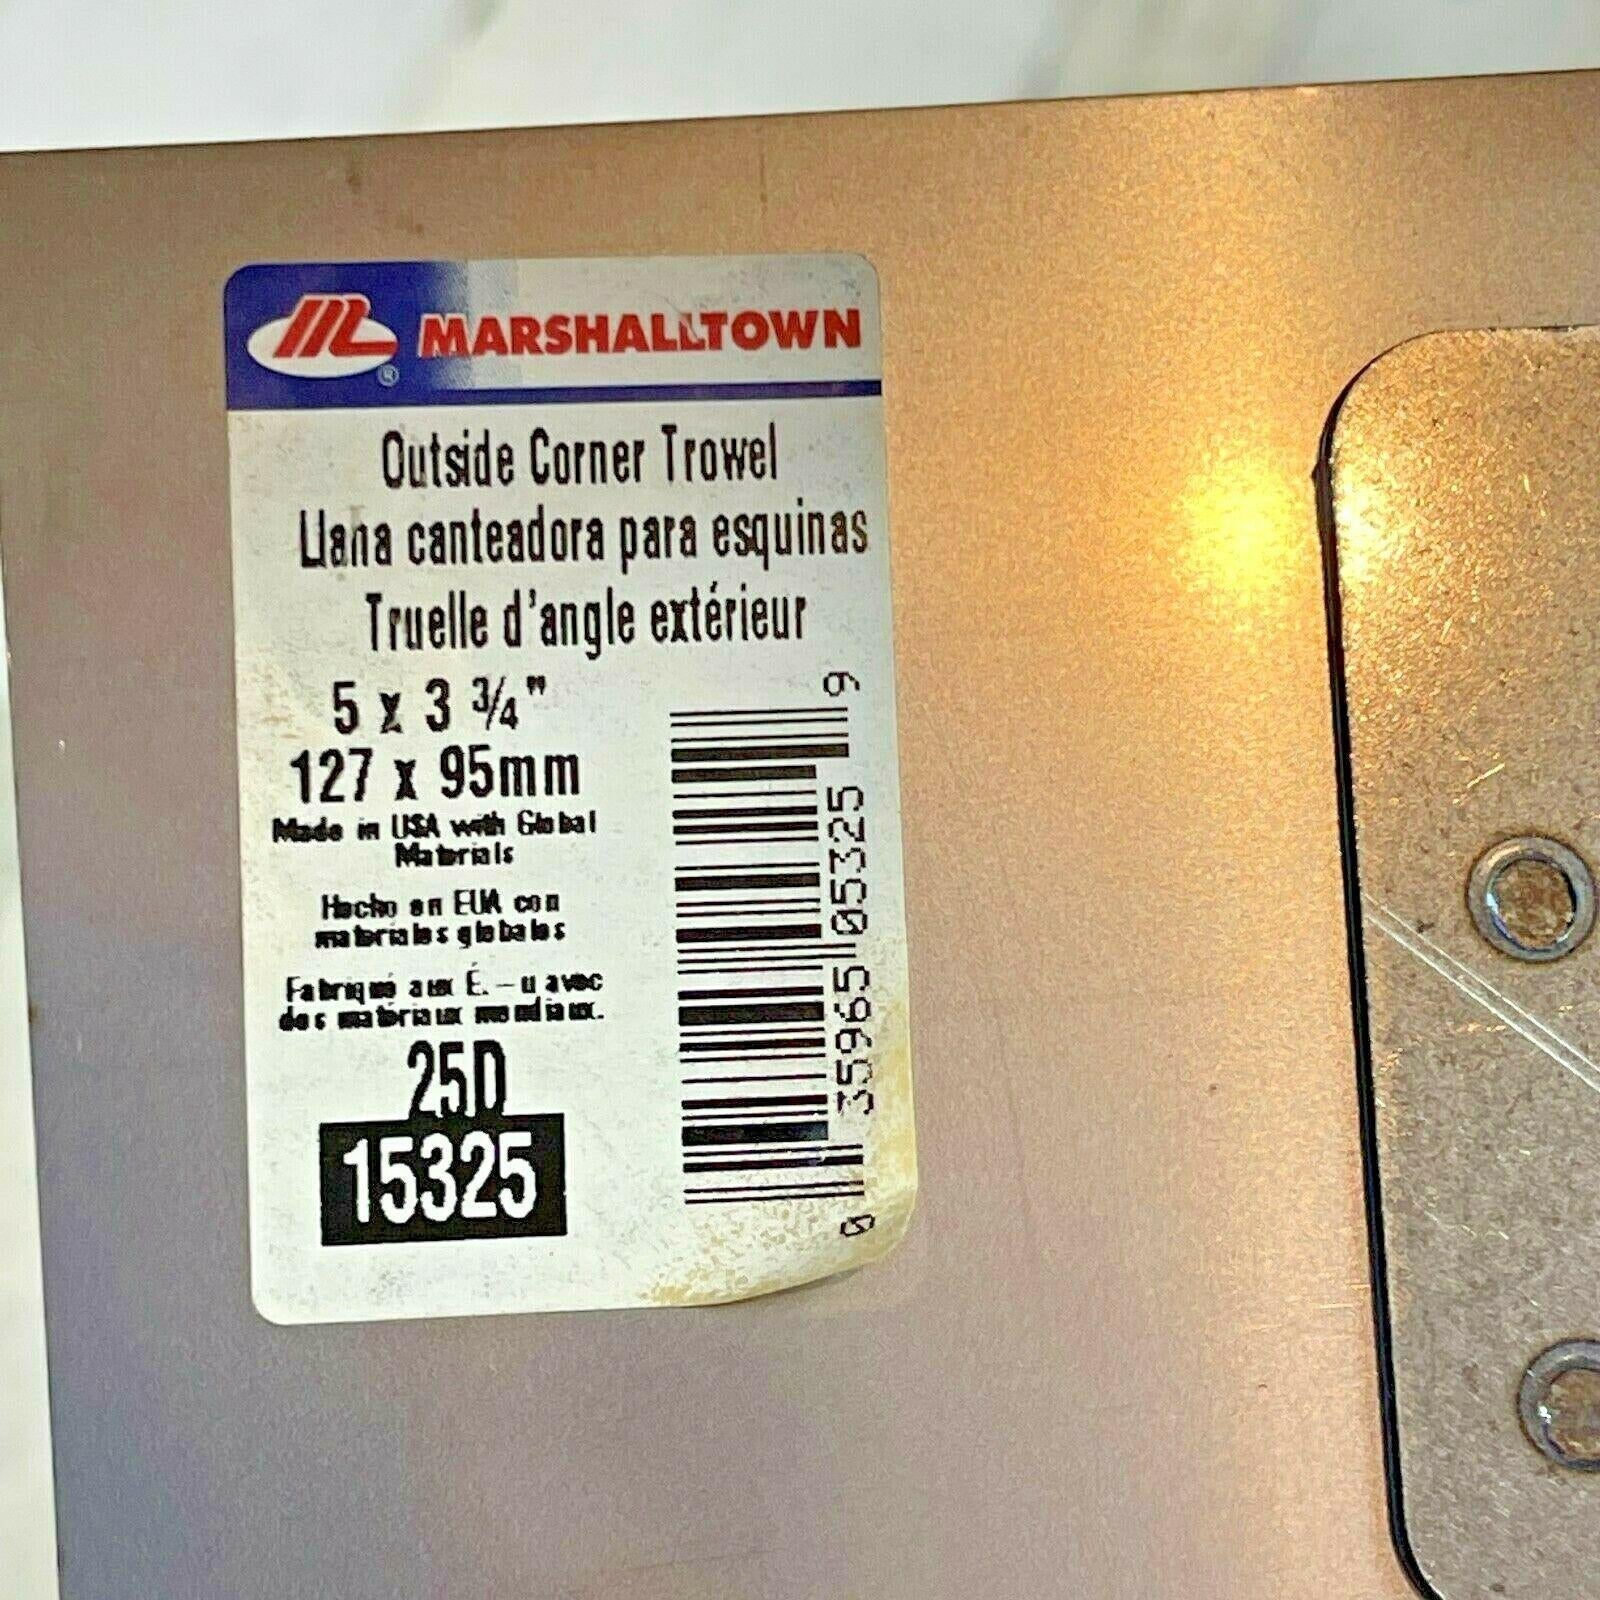 ML®
MARSHALLTOWN
Outside Corner Trowel
Llana canteadora para esquinas
Truelle d'angle extérieur
5 x 3 ¾"
127 x 95mm
Made in USA with Global
Materials
Hecho en EUA con
materiales globales
Fabriqué aux É.-u avec
des matériaux mondiaux.
25D
15325
0 35965 05325 9